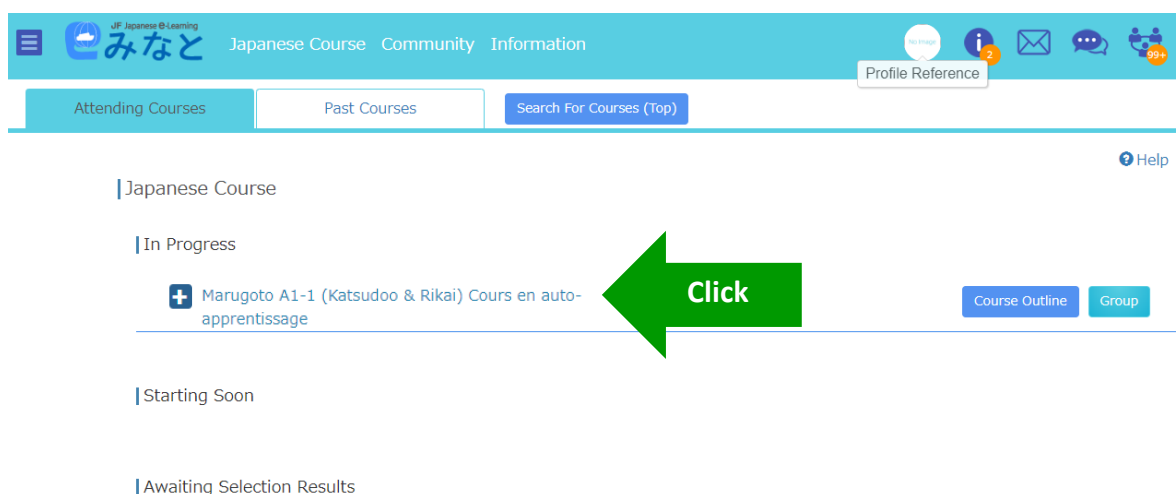 JF Japanese e-Learning
みなと
Japanese Course Community Information
No Image
2
99+
Profile Reference
Attending Courses Past Courses Search For Courses (Top)
? Help
Japanese Course
In Progress
Marugoto A1-1 (Katsudoo & Rikai) Cours en auto-
apprentissage
Click
Course Outline Group
Starting Soon
Awaiting Selection Results